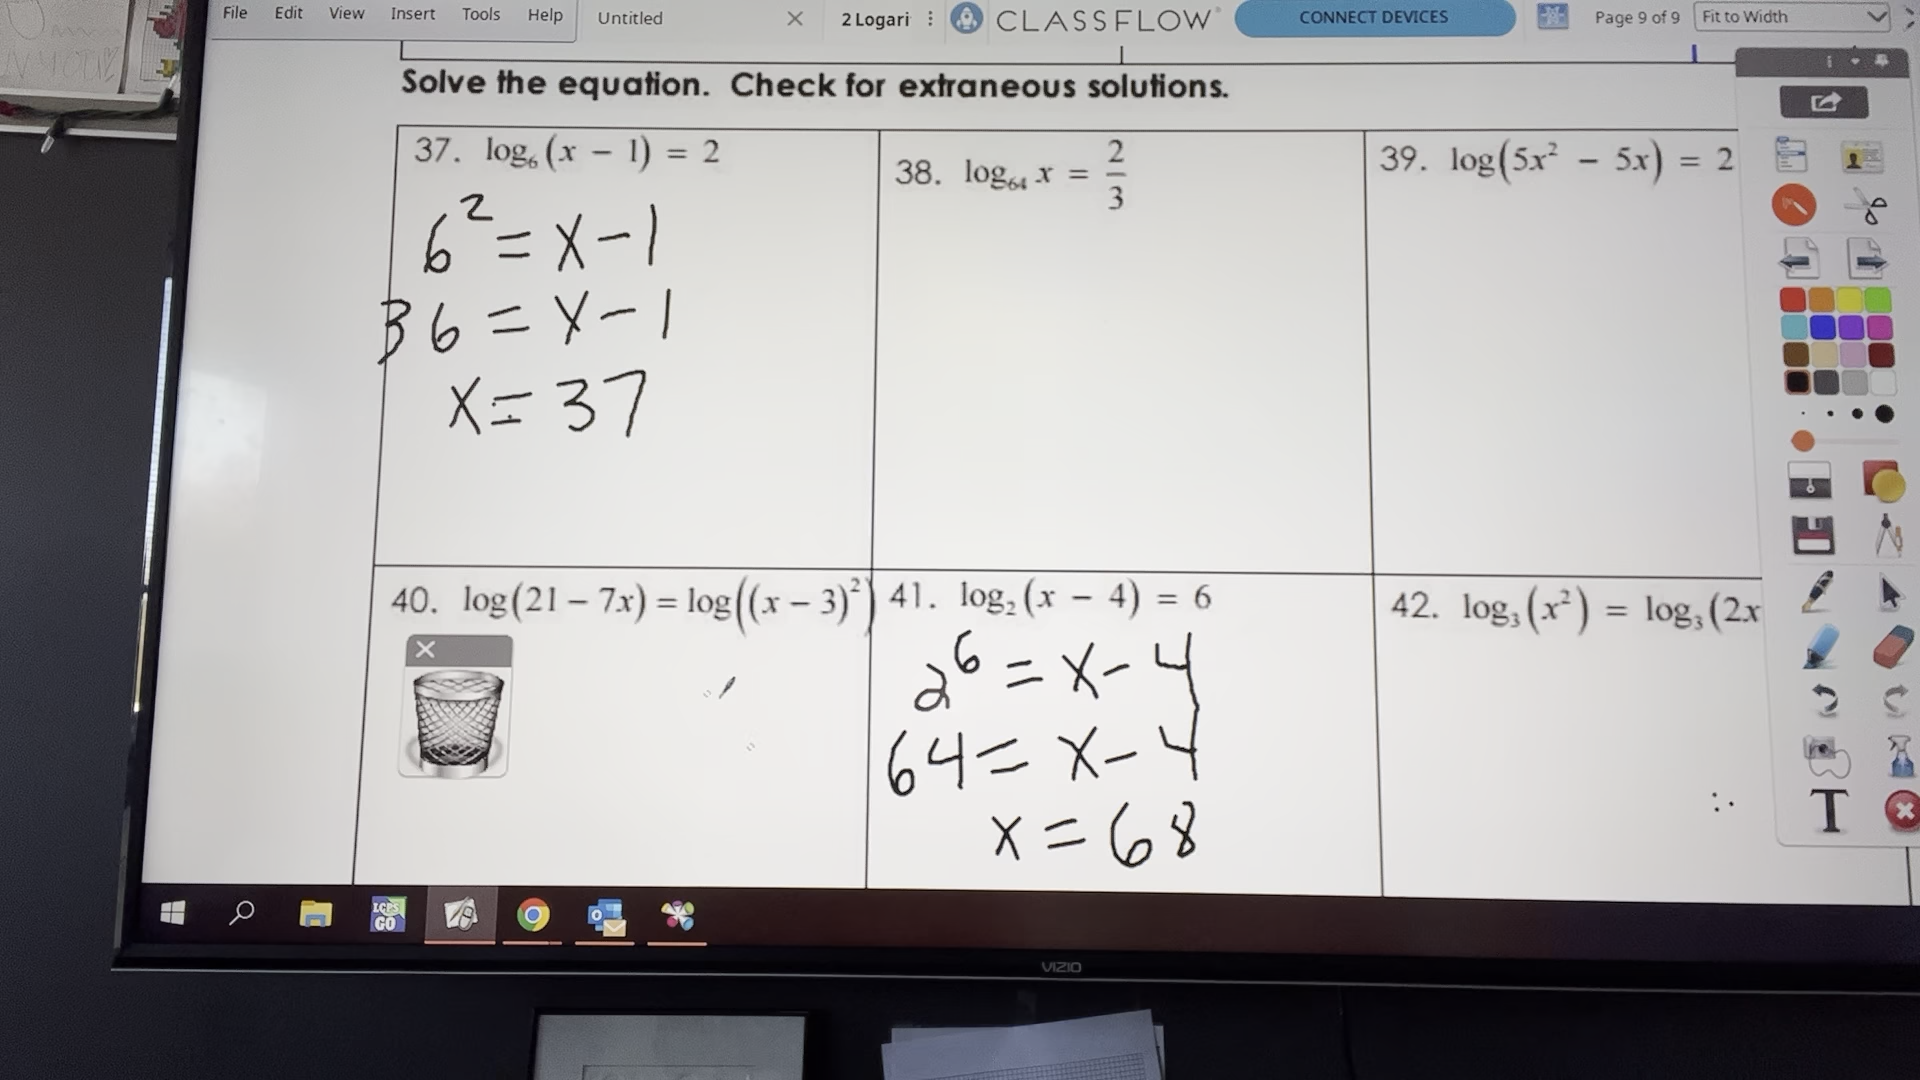 File Edit View Insert Tools Help Untitled × 2 Logari CLASSFLOW CONNECT DEVICES Page 9 of 9 Fit to Width
Solve the equation. Check for extraneous solutions.
37. log₆(x − 1) = 2
6² = x − 1
36 = x − 1
x = 37
38. log₆₄ x = 2/3
39. log(5x² − 5x) = 2
40. log(21 − 7x) = log((x − 3)²)
41. log₂(x − 4) = 6
2⁶ = x − 4
64 = x − 4
x = 68
42. log₃(x²) = log₃(2x
T
LCPS
GO
VIZIO